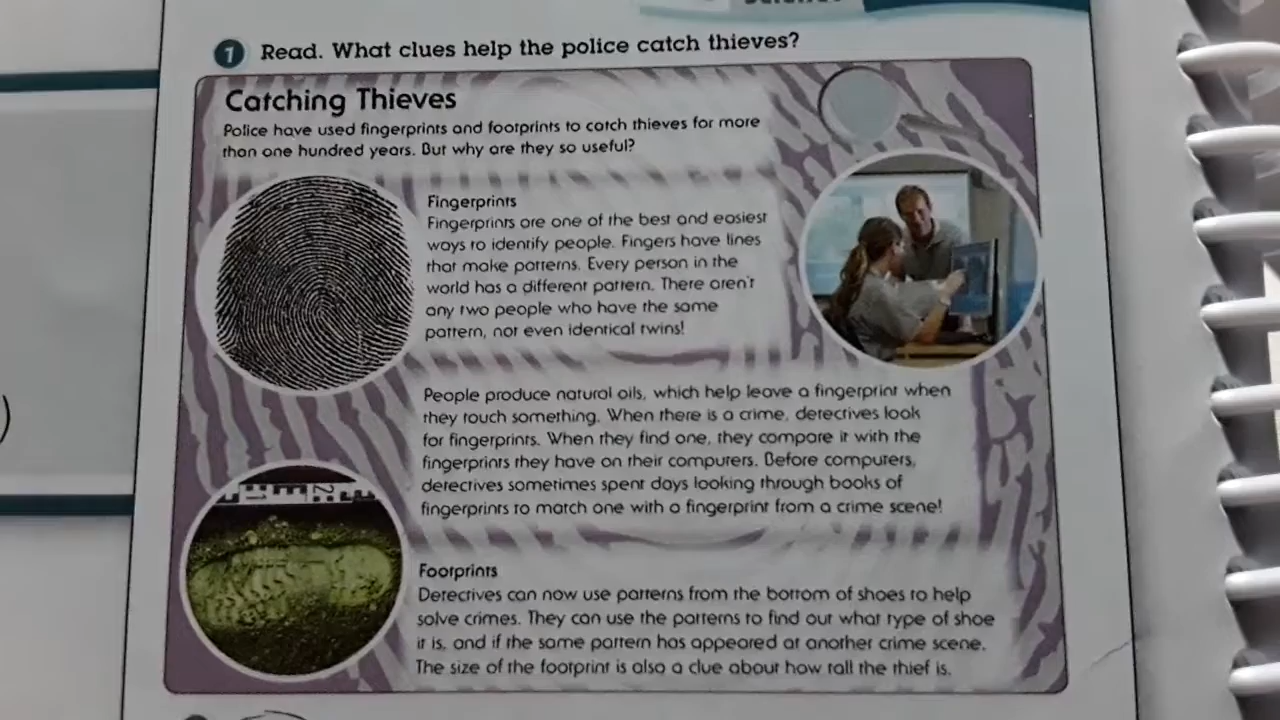 1 Read. What clues help the police catch thieves?
Catching Thieves
Police have used fingerprints and footprints to catch thieves for more
than one hundred years. But why are they so useful?
Fingerprints
Fingerprints are one of the best and easiest
ways to identify people. Fingers have lines
that make patterns. Every person in the
world has a different pattern. There aren't
any two people who have the same
pattern, not even identical twins!
People produce natural oils, which help leave a fingerprint when
they touch something. When there is a crime, detectives look
for fingerprints. When they find one, they compare it with the
fingerprints they have on their computers. Before computers,
detectives sometimes spent days looking through books of
fingerprints to match one with a fingerprint from a crime scene!
Footprints
Detectives can now use patterns from the bottom of shoes to help
solve crimes. They can use the patterns to find out what type of shoe
it is, and if the same pattern has appeared at another crime scene.
The size of the footprint is also a clue about how tall the thief is.